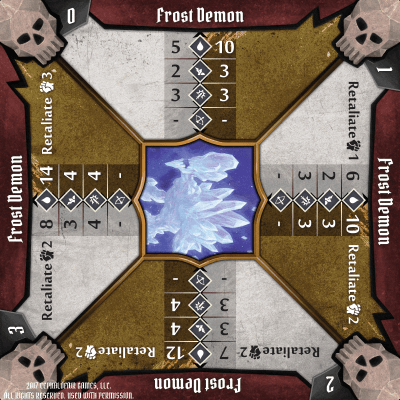 0
Frost Demon
5 10
2 3
3 3
- -
1
Frost Demon
Retaliate 1
6 2 3 -
10 3 3 -
Retaliate 2
2
Frost Demon
7 3 3 -
12 4 4 -
Retaliate 2
Retaliate 2
3
Frost Demon
Retaliate 2
8 3 4 -
14 4 4 -
Retaliate 3
2017 CEPHALOFAIR GAMES, LLC.
ALL RIGHTS RESERVED. USED WITH PERMISSION.